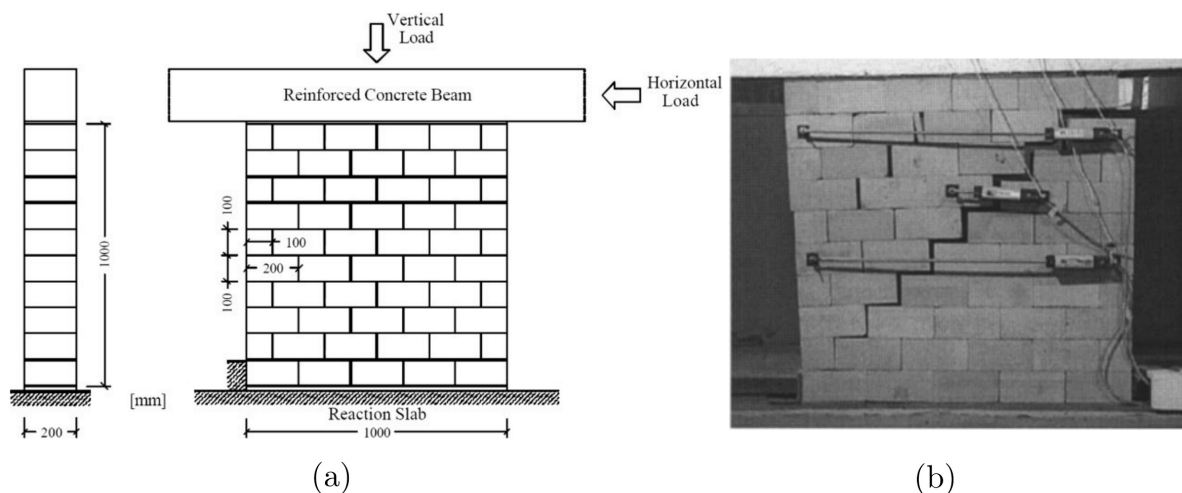 Vertical
Load
Reinforced Concrete Beam
Horizontal
Load
1000
100
100
200
100
[mm]
Reaction Slab
200
1000
(a)
(b)